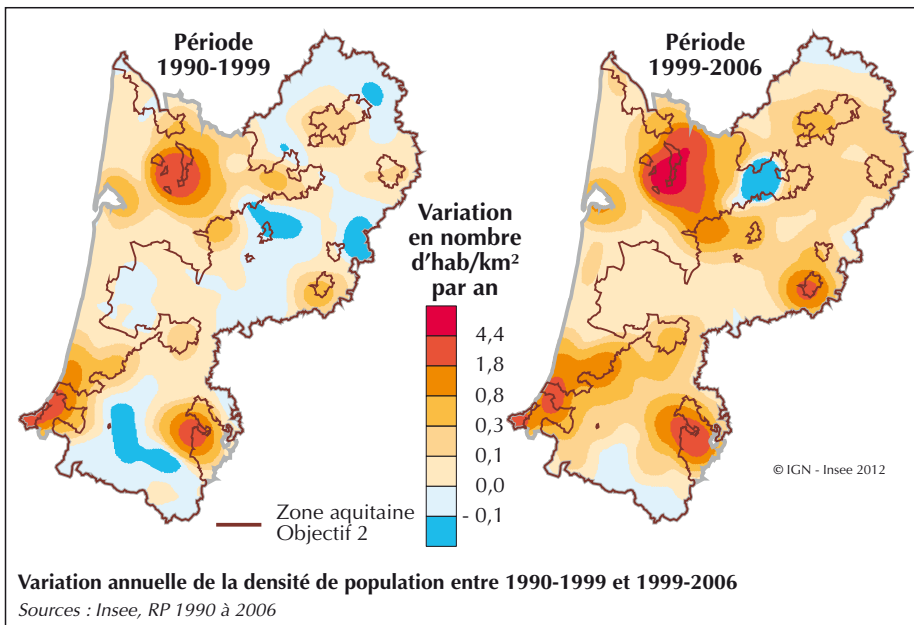 Période
1990-1999
Période
1999-2006
Variation
en nombre
d'hab/km²
par an
4,4
1,8
0,8
0,3
0,1
0,0
- 0,1
Zone aquitaine
Objectif 2
© IGN - Insee 2012
Variation annuelle de la densité de population entre 1990-1999 et 1999-2006
Sources : Insee, RP 1990 à 2006